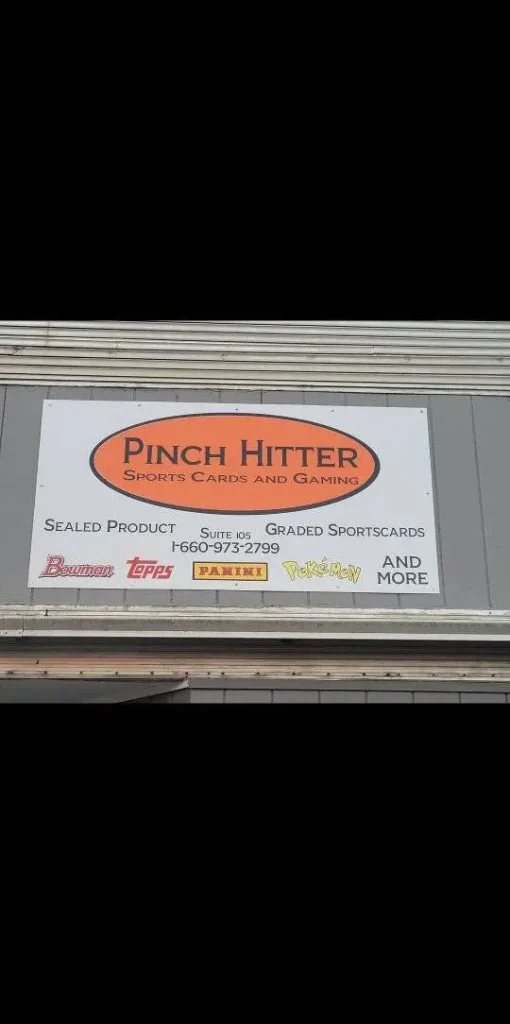 PINCH HITTER
SPORTS CARDS AND GAMING
SEALED PRODUCT
SUITE 105
GRADED SPORTSCARDS
1-660-973-2799
Bowman
topps
PANINI
POKéMON
AND
MORE